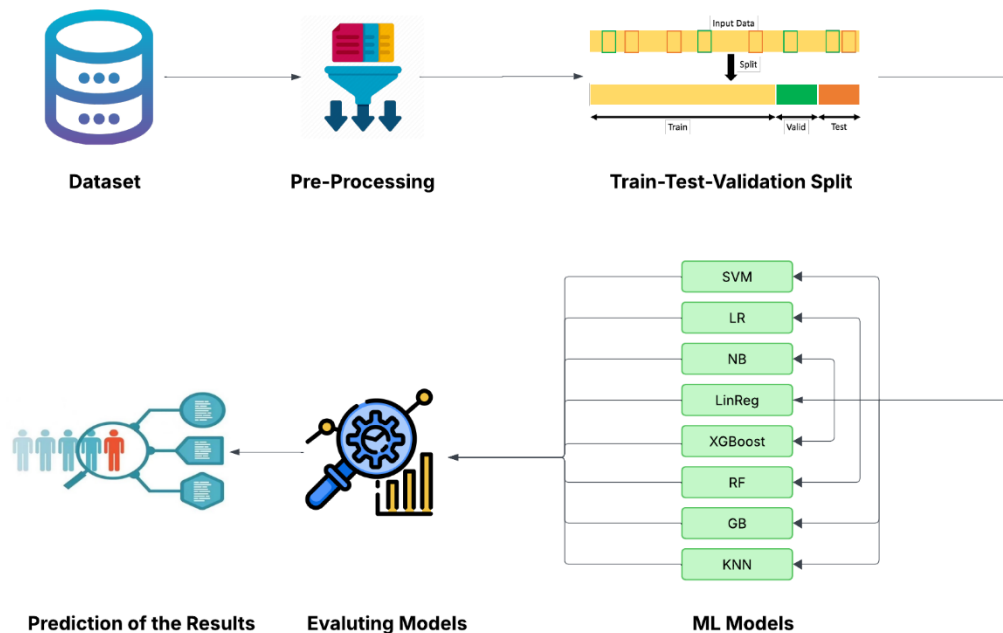 Input Data
Split
Train
Valid
Test
Dataset
Pre-Processing
Train-Test-Validation Split
SVM
LR
NB
LinReg
XGBoost
RF
GB
KNN
Prediction of the Results
Evaluting Models
ML Models